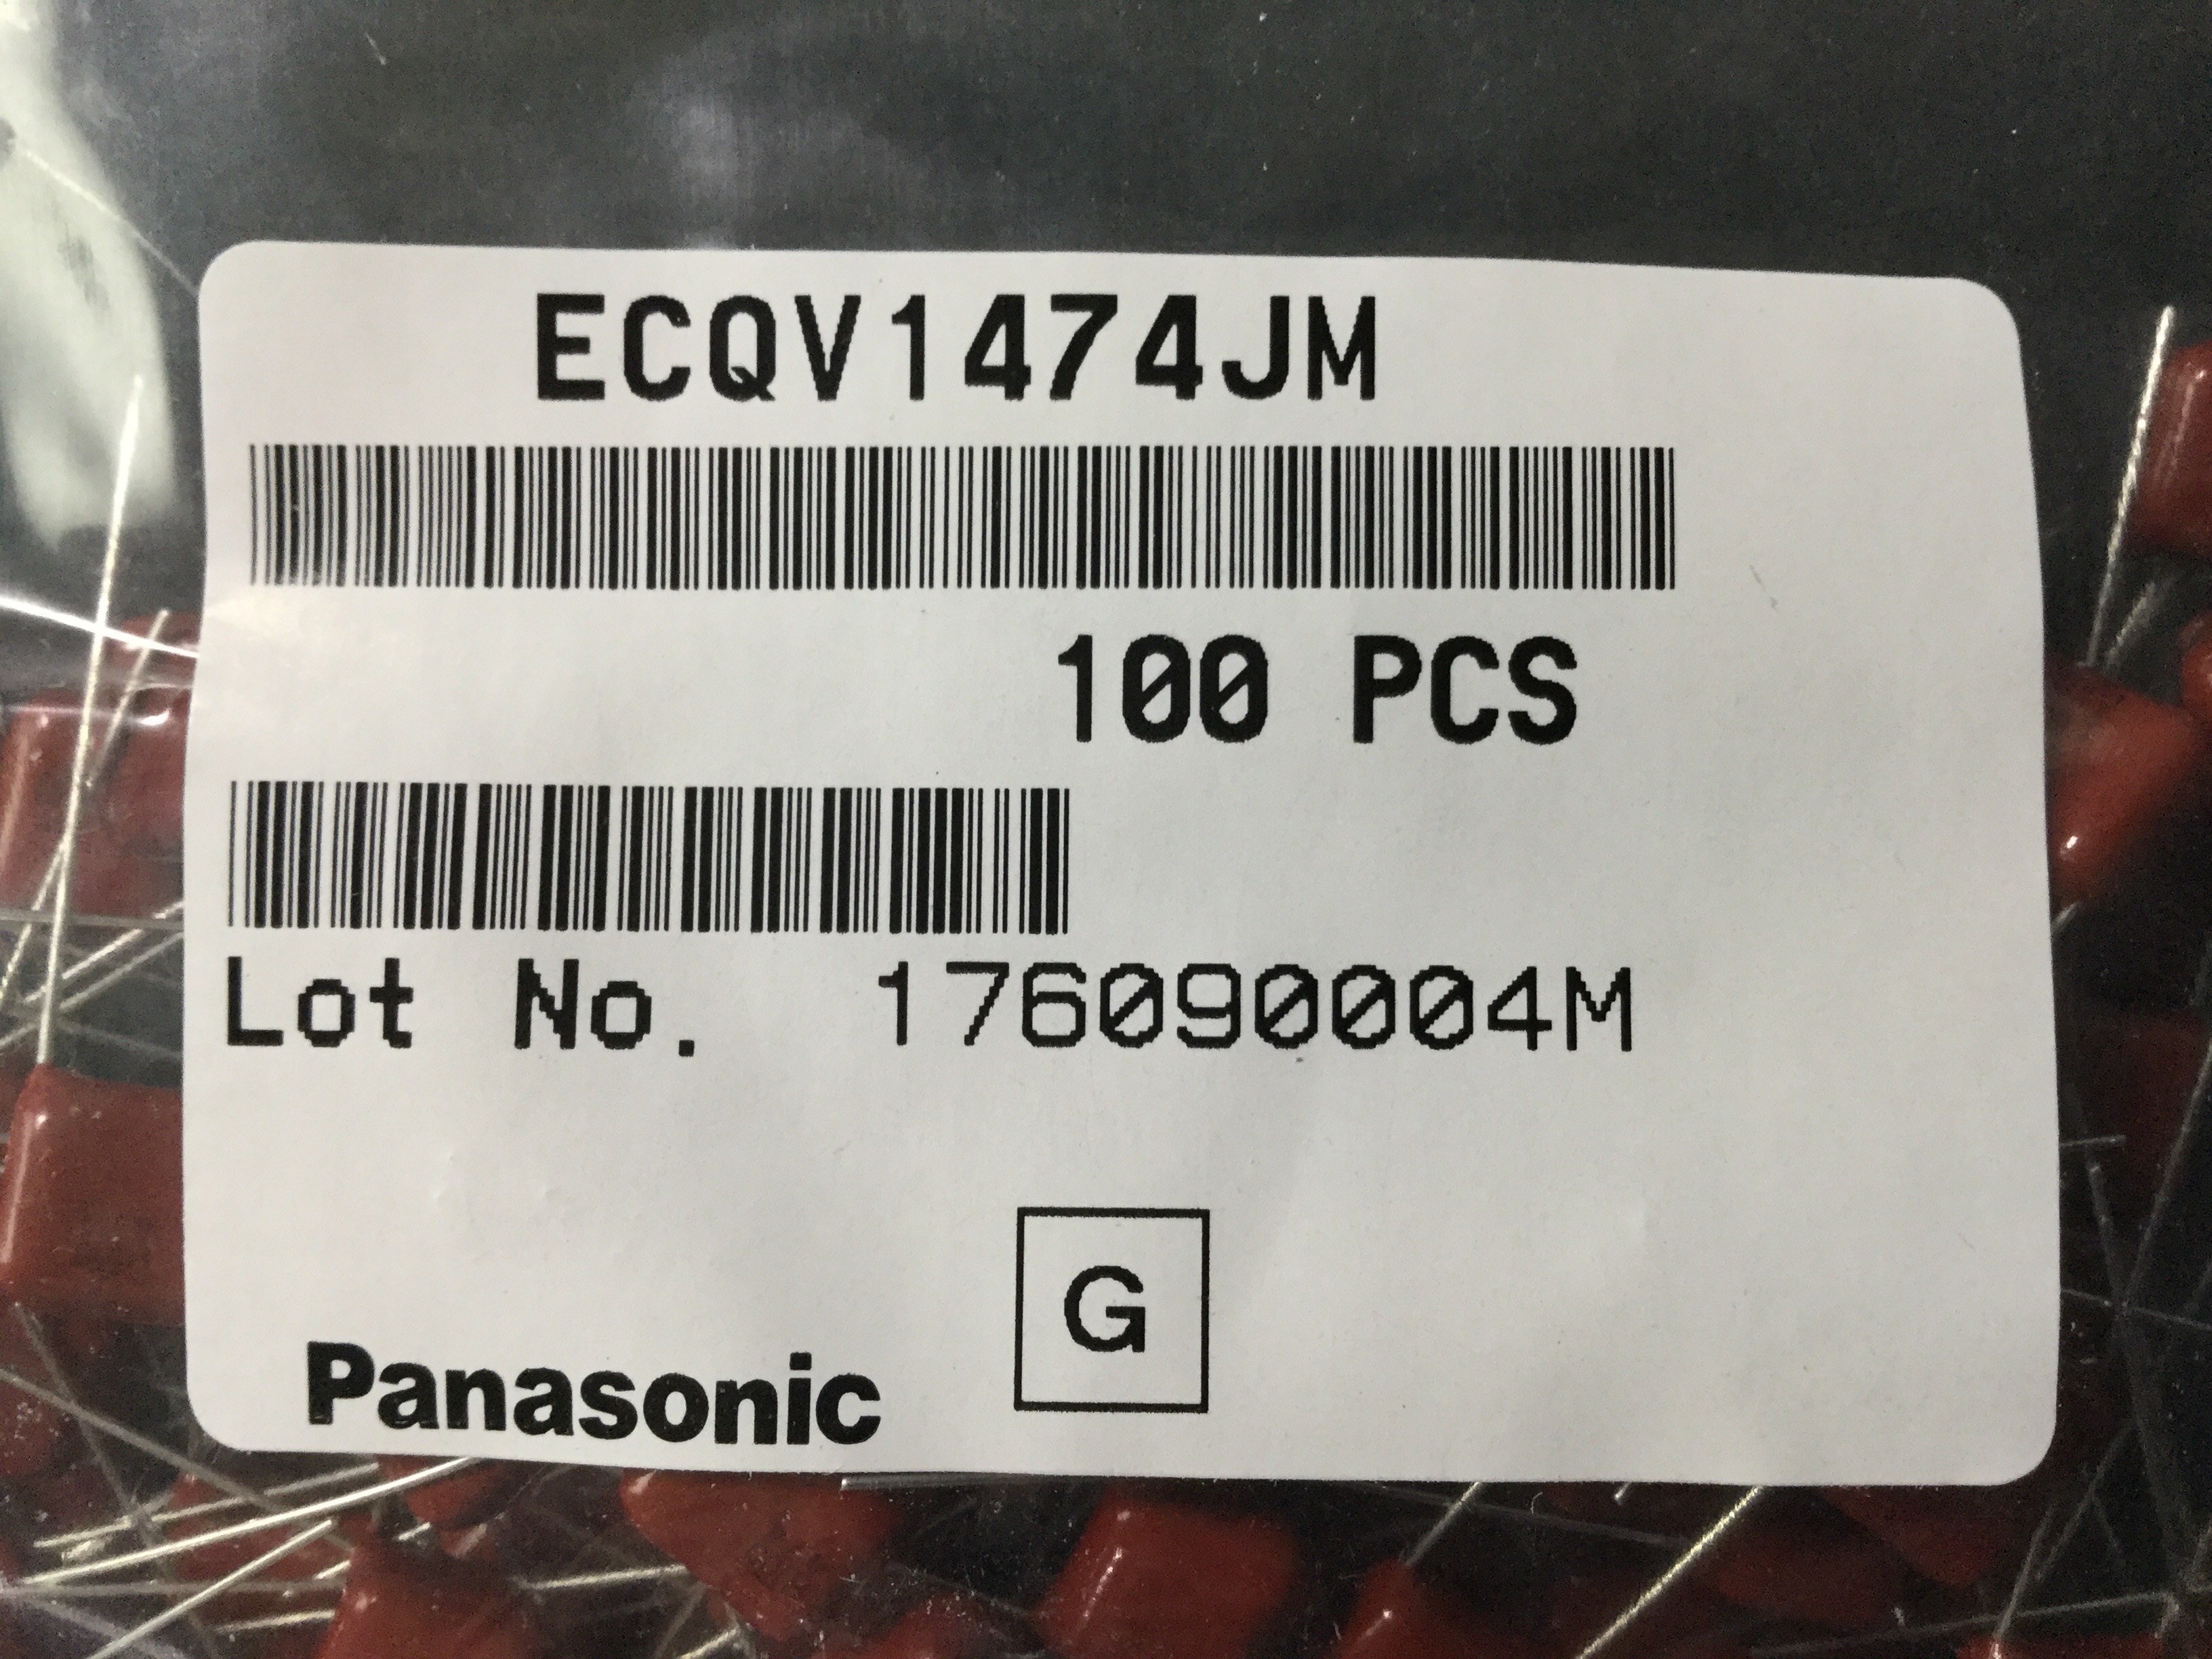 ECQV1474JM
100 PCS
Lot No. 176090004M
G
Panasonic